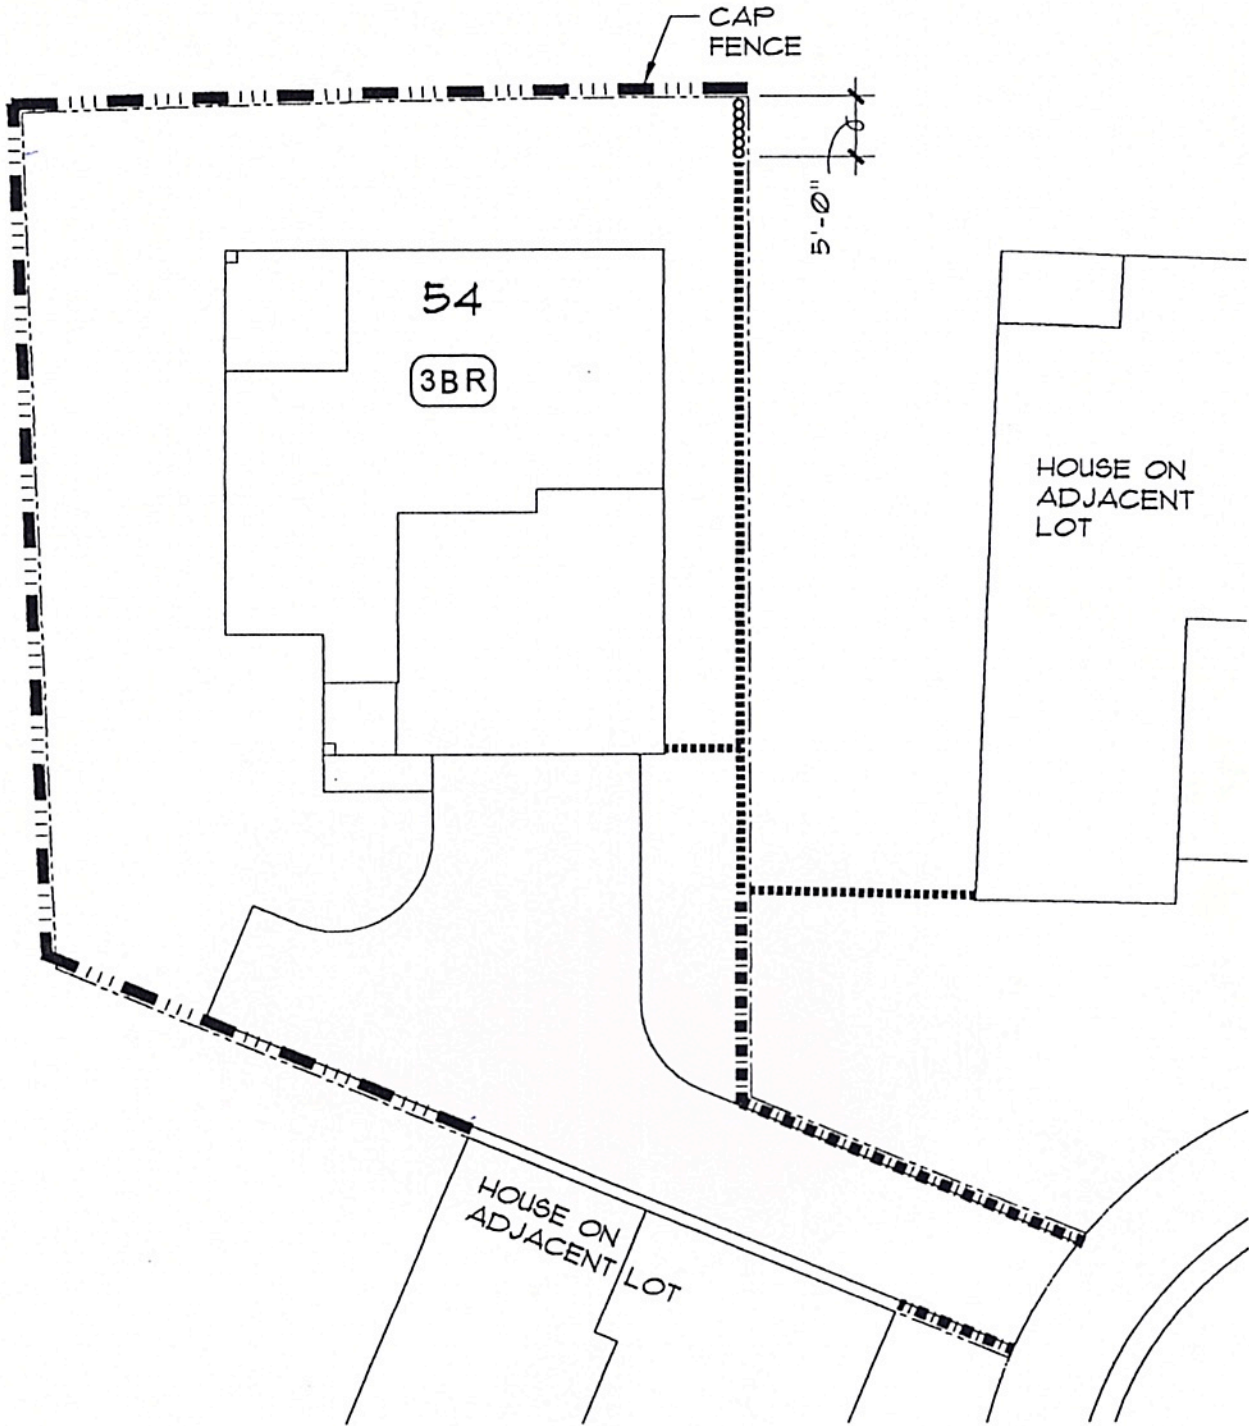 CAP
FENCE
5'-0"
54
3BR
HOUSE ON
ADJACENT
LOT
HOUSE ON
ADJACENT LOT